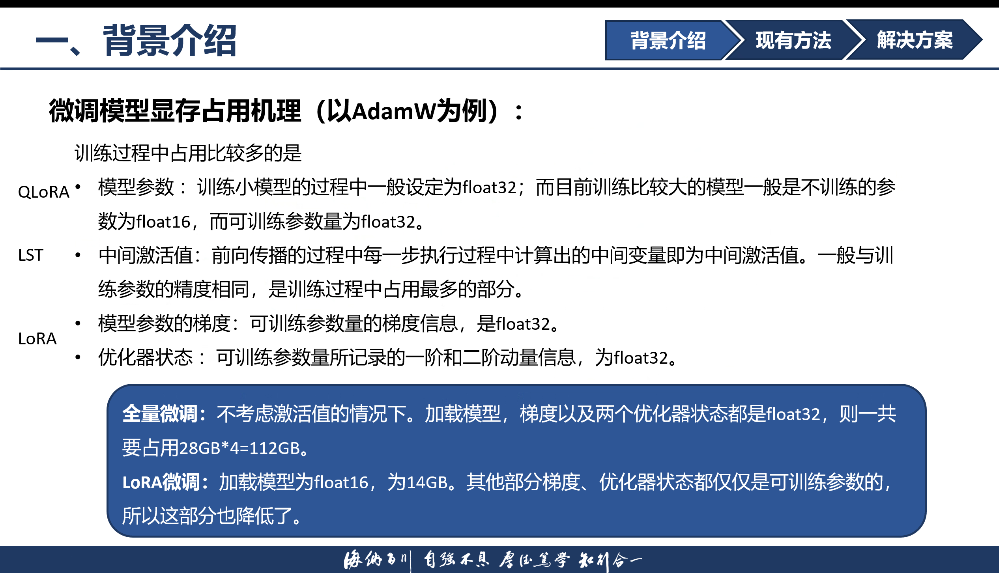 一、背景介绍
背景介绍
现有方法
解决方案
微调模型显存占用机理（以AdamW为例）：
训练过程中占用比较多的是
QLoRA
• 模型参数： 训练小模型的过程中一般设定为float32；而目前训练比较大的模型一般是不训练的参
数为float16，而可训练参数量为float32。
LST
• 中间激活值：前向传播的过程中每一步执行过程中计算出的中间变量即为中间激活值。一般与训
练参数的精度相同，是训练过程中占用最多的部分。
• 模型参数的梯度：可训练参数量的梯度信息，是float32。
LoRA
• 优化器状态 ：可训练参数量所记录的一阶和二阶动量信息，为float32。
全量微调：不考虑激活值的情况下。加载模型，梯度以及两个优化器状态都是float32，则一共
要占用28GB*4=112GB。
LoRA微调：加载模型为float16，为14GB。其他部分梯度、优化器状态都仅仅是可训练参数的，
所以这部分也降低了。
海纳百川 自强不息 厚德笃学 知行合一